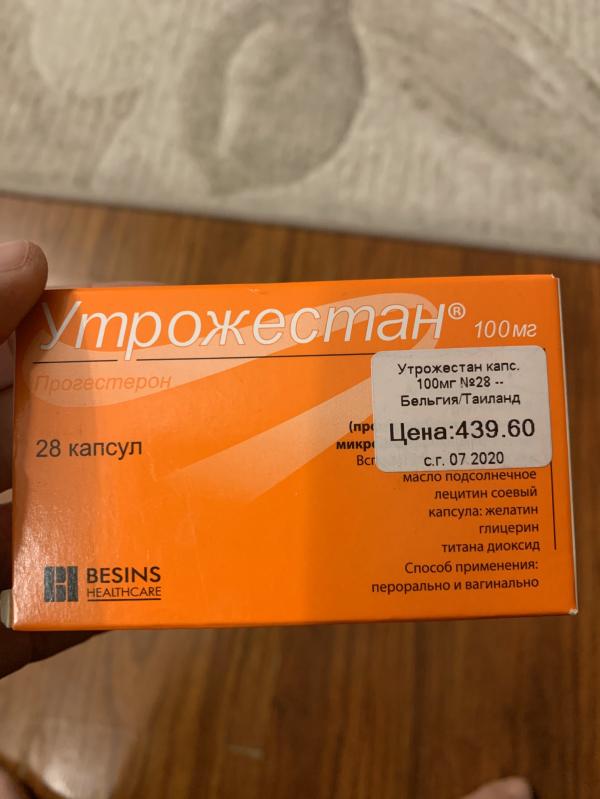 Утрожестан® 100мг
Прогестерон
28 капсул
Утрожестан капс.
100мг №28 --
Бельгия/Таиланд
Цена:439.60
с.г. 07 2020
масло подсолнечное
лецитин соевый
капсула: желатин
глицерин
титана диоксид
Способ применения:
перорально и вагинально
BESINS
HEALTHCARE